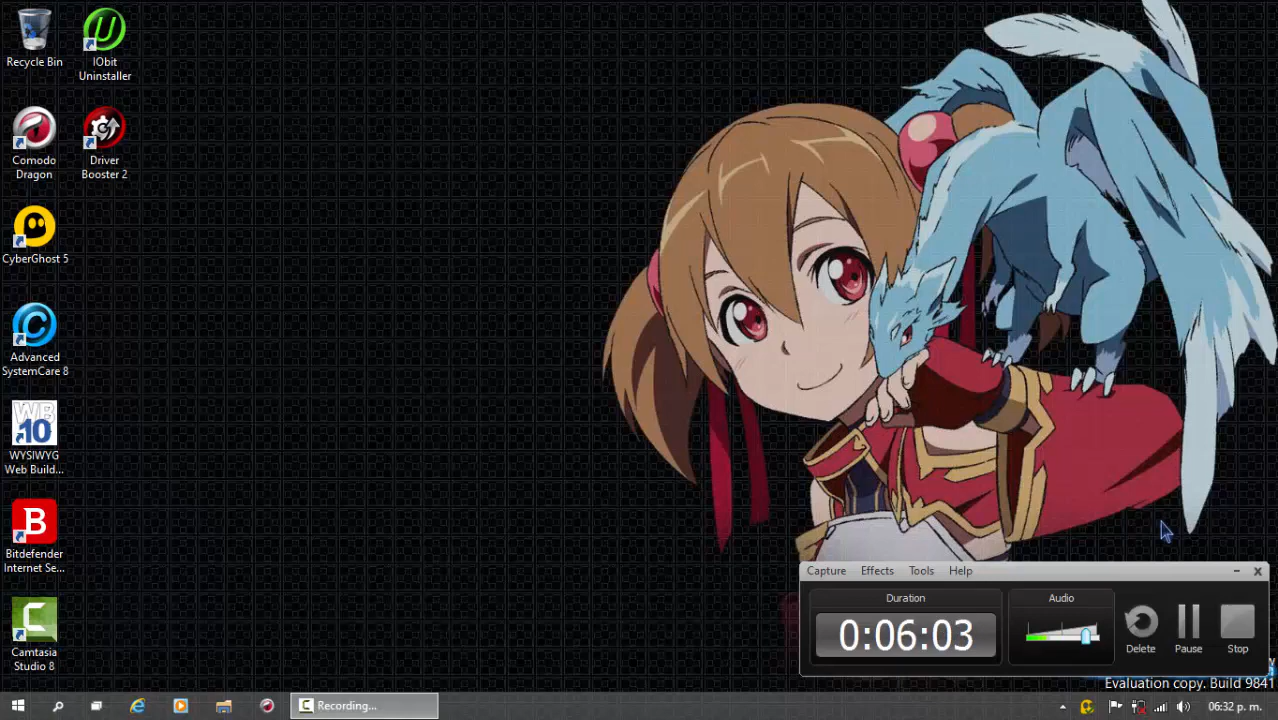 Recycle Bin
IObit
Uninstaller
Comodo
Dragon
Driver
Booster 2
CyberGhost 5
Advanced
SystemCare 8
WB
10
WYSIWYG
Web Build...
B
Bitdefender
Internet Se...
Camtasia
Studio 8
Capture Effects Tools Help
Duration
0:06:03
Audio
Delete Pause Stop
Evaluation copy. Build 9841
Recording...
06:32 p. m.